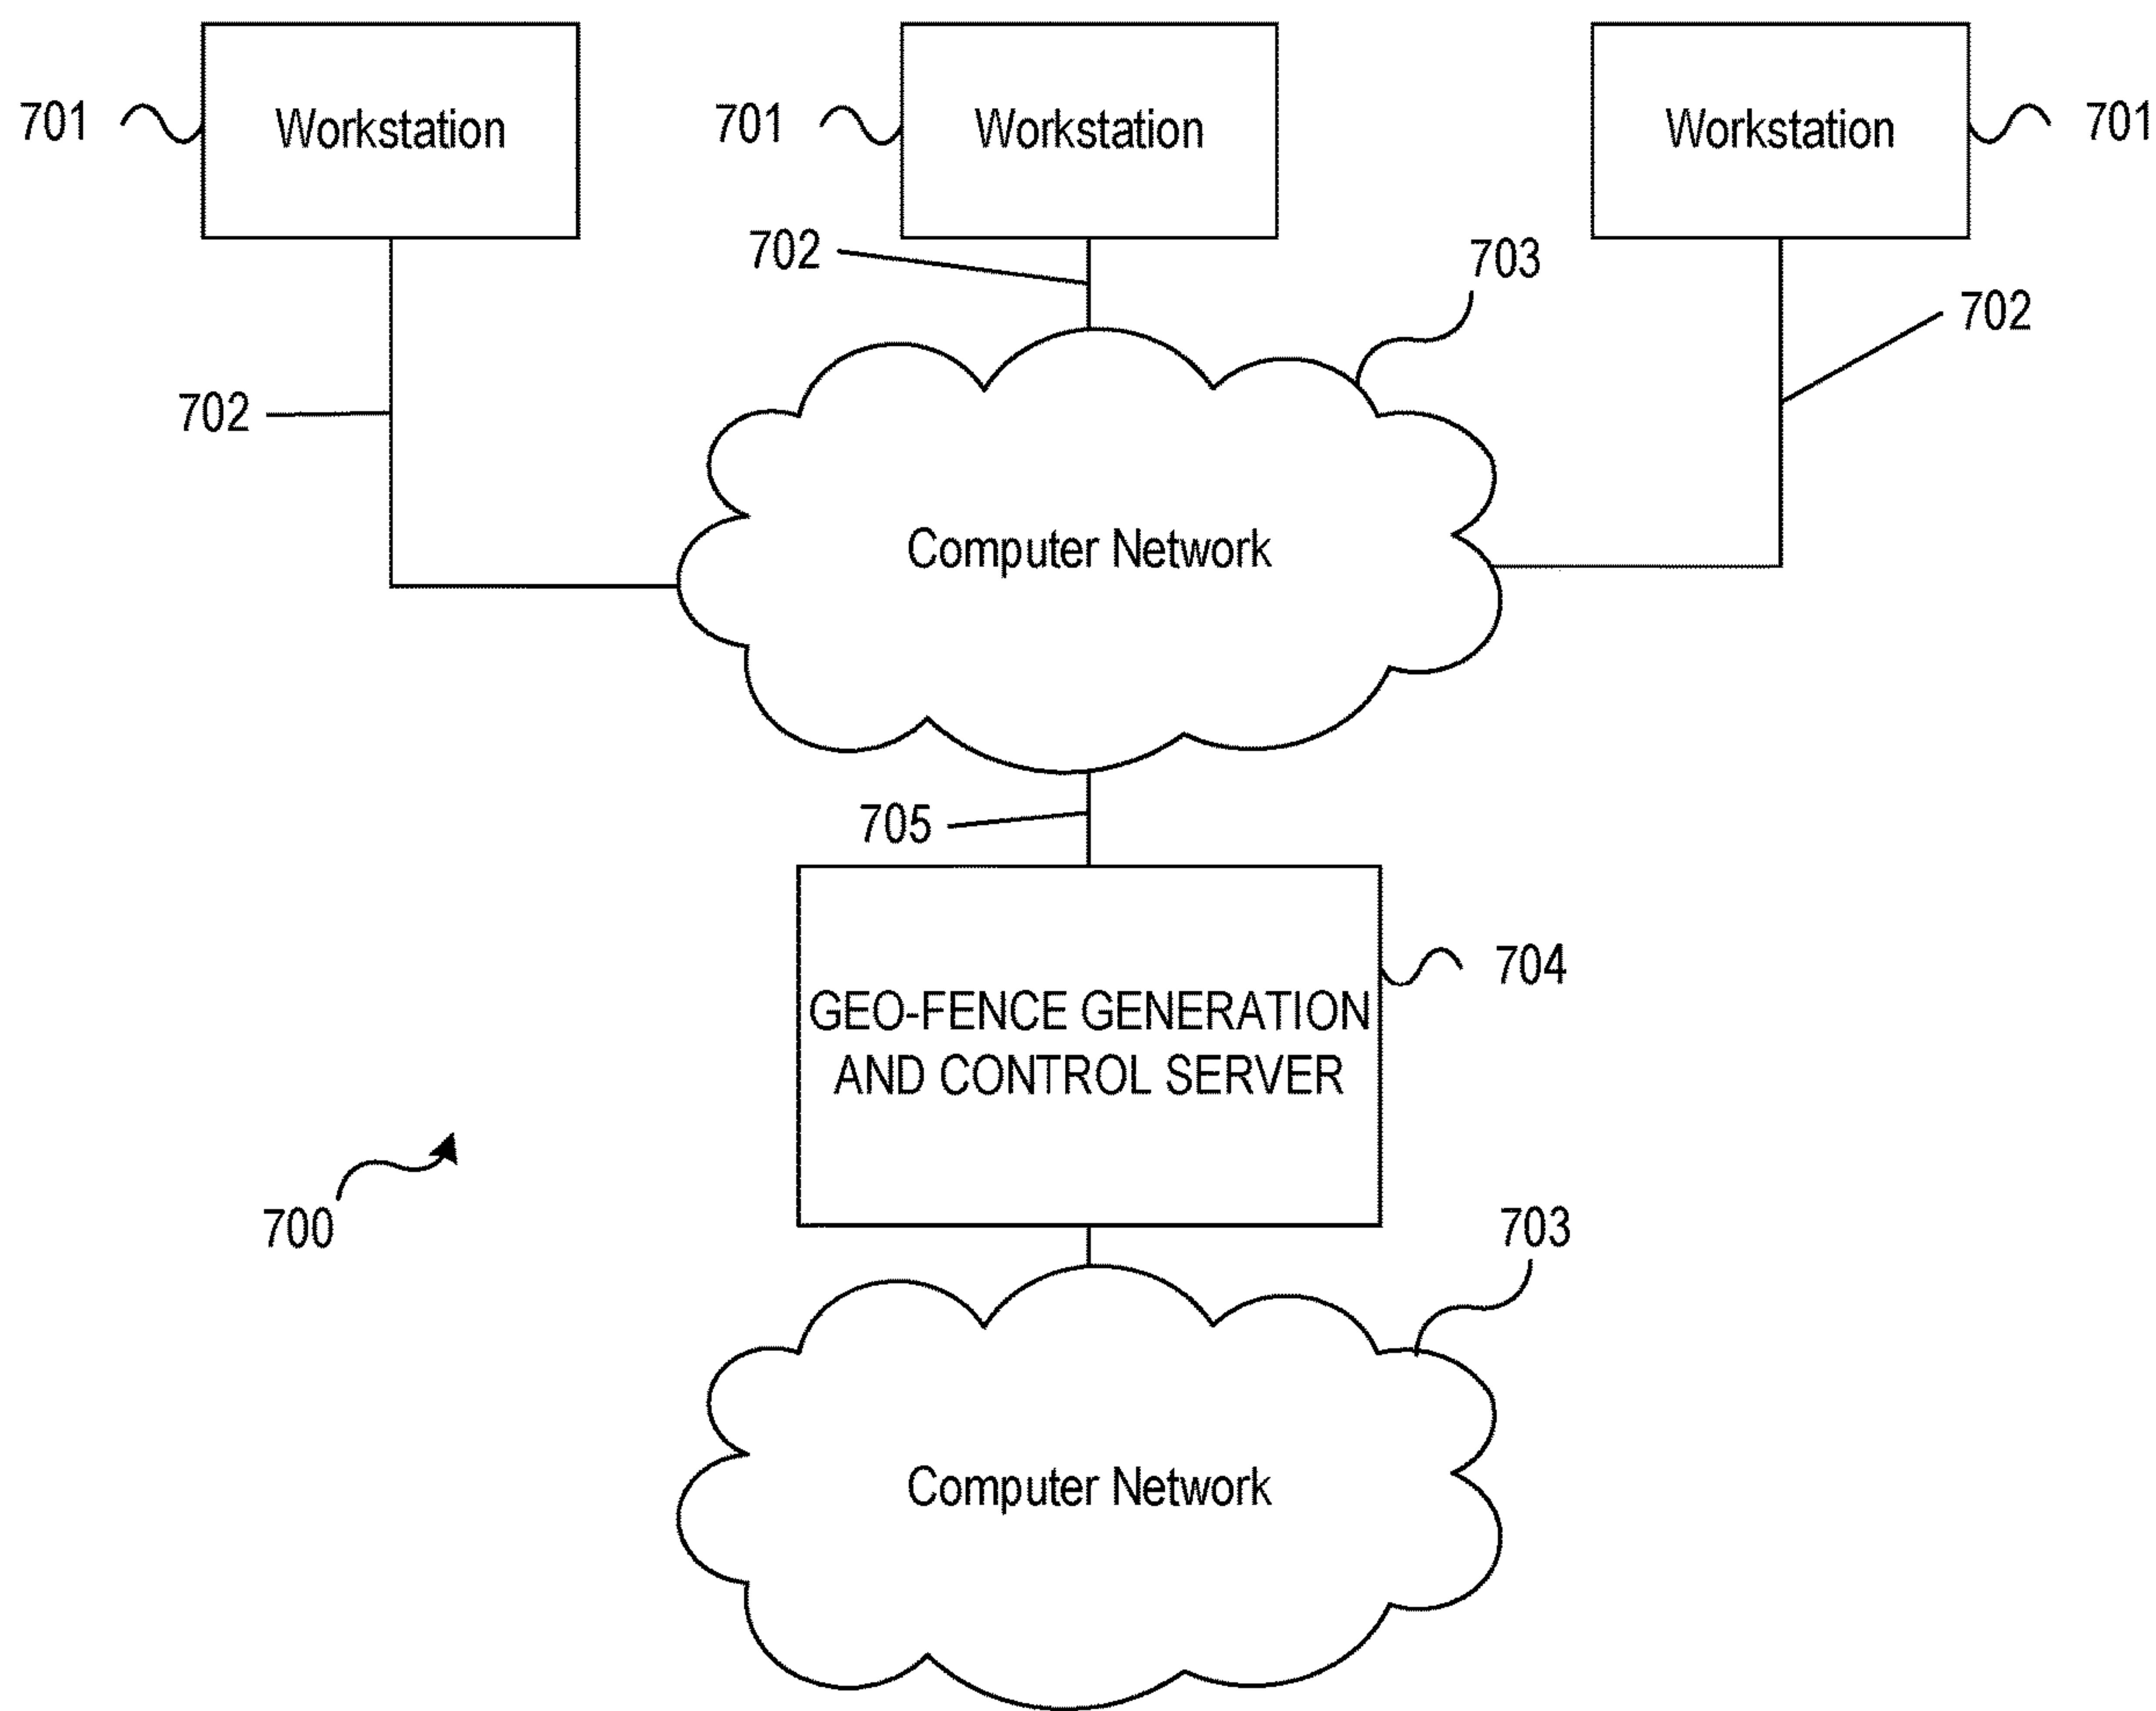 701 Workstation 701 Workstation Workstation 701
702
703
702
702
Computer Network
705
704
GEO-FENCE GENERATION
AND CONTROL SERVER
700
703
Computer Network